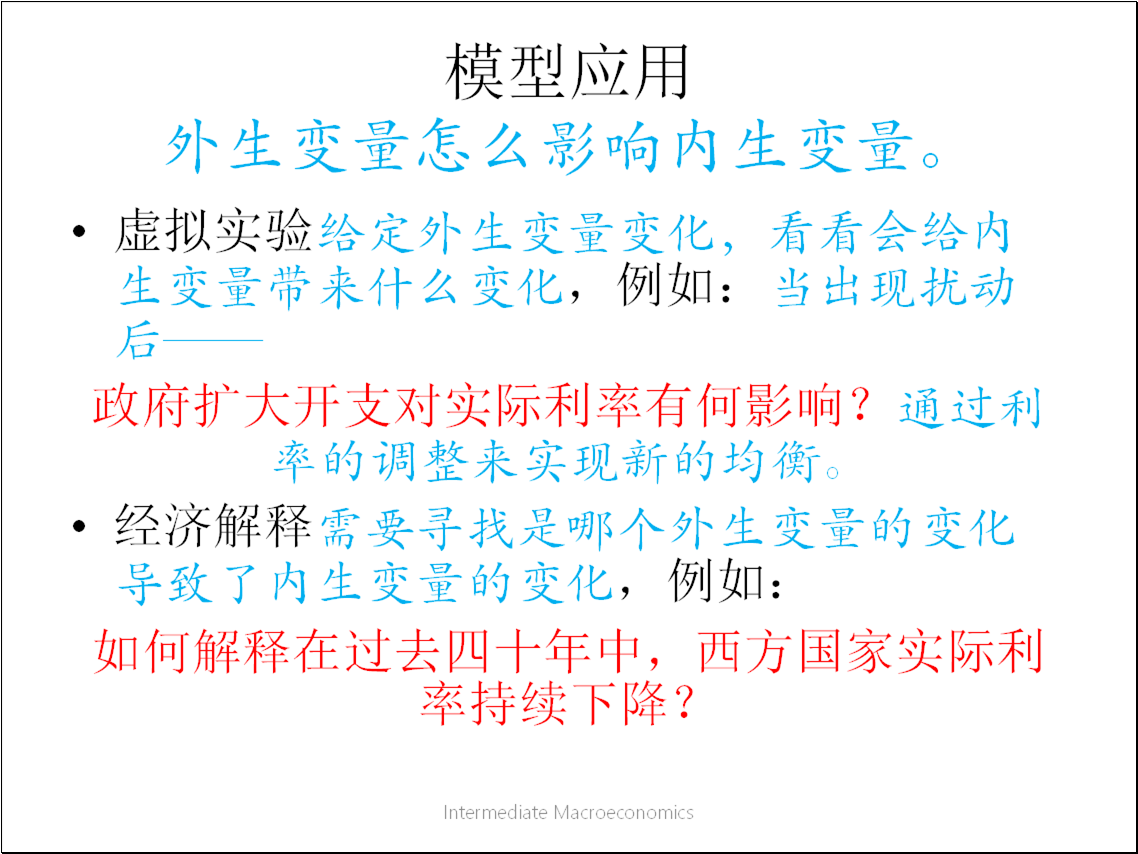 模型应用
外生变量怎么影响内生变量。
• 虚拟实验给定外生变量变化，看看会给内
生变量带来什么变化，例如：当出现扰动
后——
政府扩大开支对实际利率有何影响？通过利
率的调整来实现新的均衡。
• 经济解释需要寻找是哪个外生变量的变化
导致了内生变量的变化，例如：
如何解释在过去四十年中，西方国家实际利
率持续下降？
Intermediate Macroeconomics